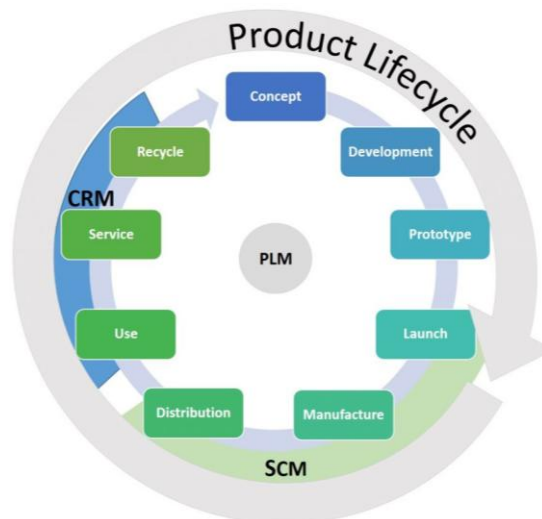 Product Lifecycle
Concept
Development
Prototype
Launch
Manufacture
Distribution
Use
Service
Recycle
CRM
PLM
SCM